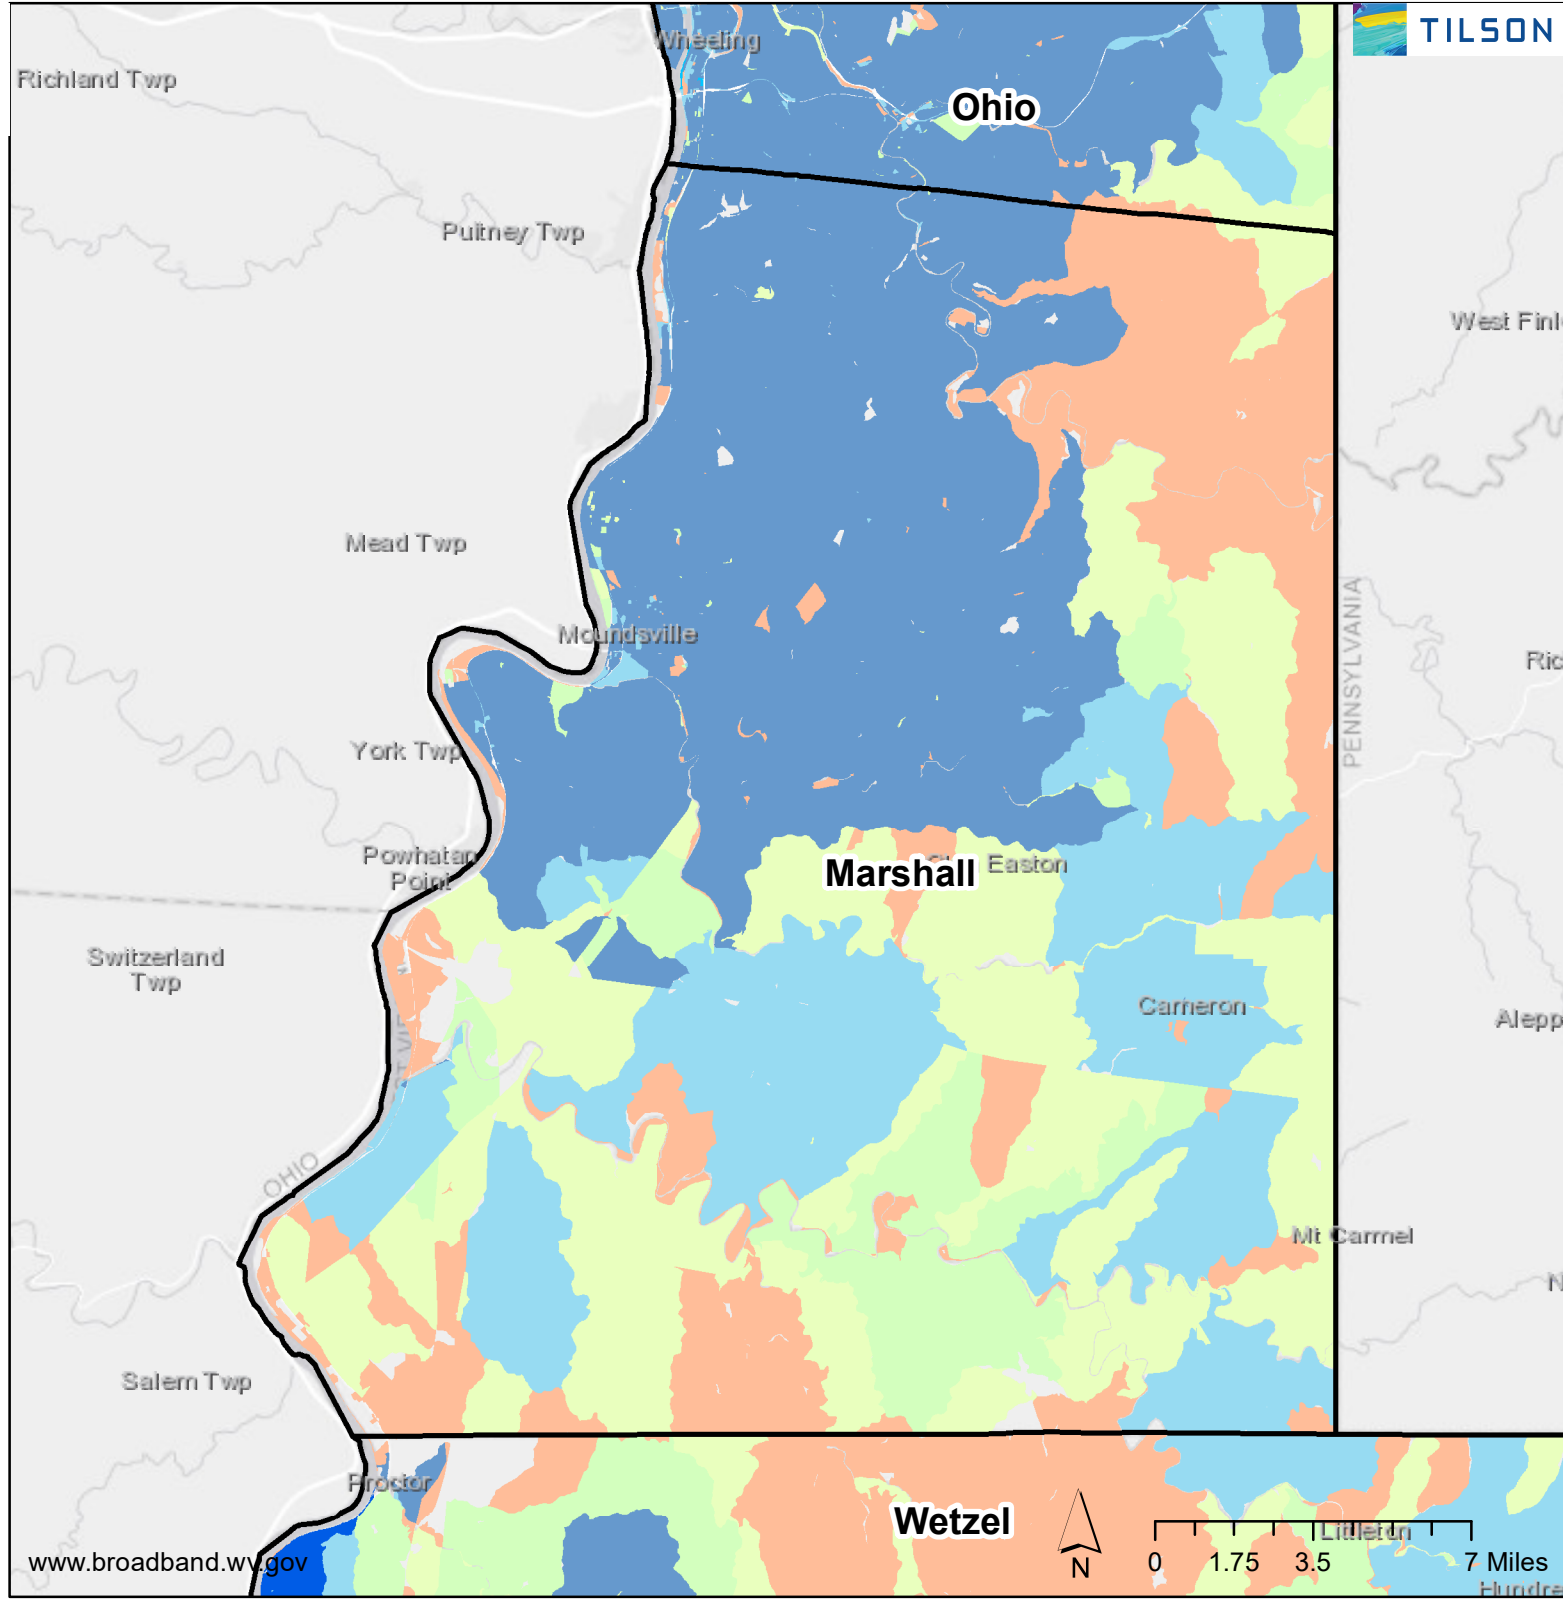 TILSON
Wheeling
Richland Twp
Ohio
Pultney Twp
West Finl
Mead Twp
PENNSYLVANIA
Moundsville
Ric
York Twp
Powhatan
Point
Marshall
Easton
Switzerland
Twp
Cameron
Alepp
OHIO
Mt Carmel
N
Salem Twp
Proctor
Wetzel
Littleton
www.broadband.wv.gov
N
0 1.75 3.5 7 Miles
Hundre